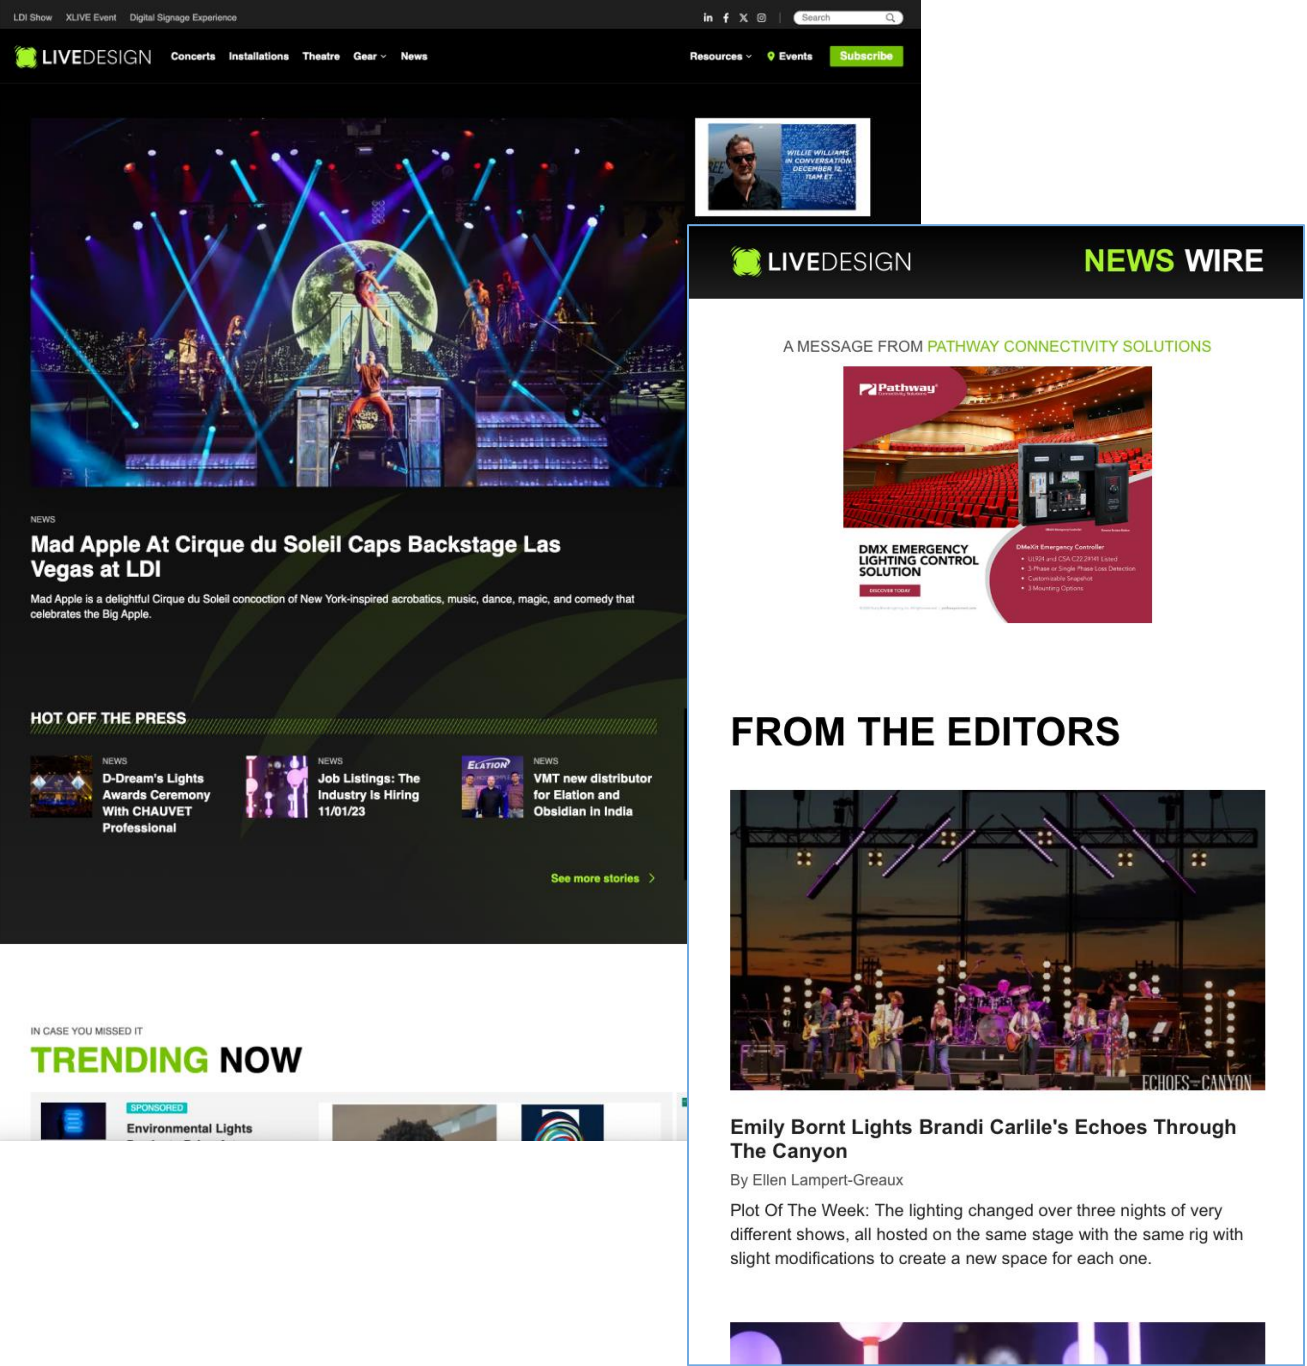 LDI Show XLIVE Event Digital Signage Experience
Search
LIVEDESIGN Concerts Installations Theatre Gear News Resources Events Subscribe
WILLIE WILLIAMS
IN CONVERSATION
DECEMBER 12,
11AM ET
NEWS
Mad Apple At Cirque du Soleil Caps Backstage Las
Vegas at LDI
Mad Apple is a delightful Cirque du Soleil concoction of New York-inspired acrobatics, music, dance, magic, and comedy that
celebrates the Big Apple.
HOT OFF THE PRESS
NEWS
D-Dream's Lights
Awards Ceremony
With CHAUVET
Professional
NEWS
Job Listings: The
Industry Is Hiring
11/01/23
ELATION
NEWS
VMT new distributor
for Elation and
Obsidian in India
See more stories
IN CASE YOU MISSED IT
TRENDING NOW
SPONSORED
Environmental Lights
LIVEDESIGN NEWS WIRE
A MESSAGE FROM PATHWAY CONNECTIVITY SOLUTIONS
Pathway
Connectivity Solutions
DMX EMERGENCY
LIGHTING CONTROL
SOLUTION
DISCOVER TODAY
DMeXit Emergency Controller
• UL924 and CSA C22.2#141 Listed
• 3-Phase or Single Phase Loss Detection
• Customizable Snapshot
• 3 Mounting Options
FROM THE EDITORS
ECHOES CANYON
Emily Bornt Lights Brandi Carlile's Echoes Through
The Canyon
By Ellen Lampert-Greaux
Plot Of The Week: The lighting changed over three nights of very
different shows, all hosted on the same stage with the same rig with
slight modifications to create a new space for each one.